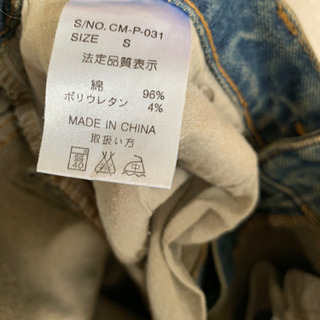 S/NO. CM-P-031
SIZE S
法定品質表示
綿 96%
ポリウレタン 4%
MADE IN CHINA
取扱い方
中